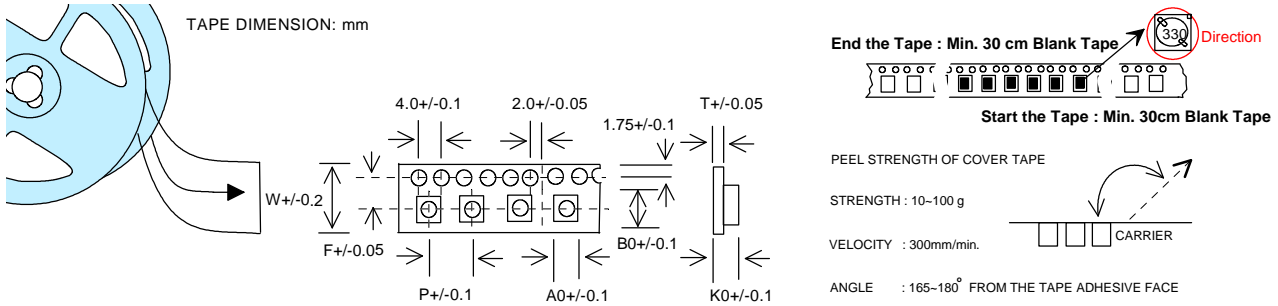 TAPE DIMENSION: mm
4.0+/-0.1
2.0+/-0.05
T+/-0.05
1.75+/-0.1
W+/-0.2
F+/-0.05
B0+/-0.1
P+/-0.1
A0+/-0.1
K0+/-0.1
330
Direction
End the Tape : Min. 30 cm Blank Tape
Start the Tape : Min. 30cm Blank Tape
PEEL STRENGTH OF COVER TAPE
STRENGTH : 10~100 g
VELOCITY : 300mm/min.
CARRIER
ANGLE : 165~180° FROM THE TAPE ADHESIVE FACE